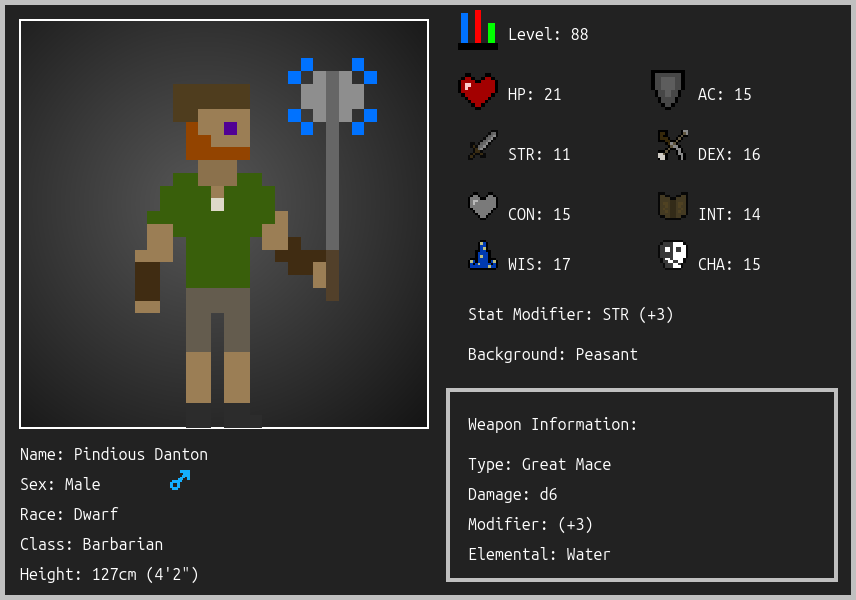 Level: 88
HP: 21
AC: 15
STR: 11
DEX: 16
CON: 15
INT: 14
WIS: 17
CHA: 15
Stat Modifier: STR (+3)
Background: Peasant
Weapon Information:
Type: Great Mace
Damage: d6
Modifier: (+3)
Elemental: Water
Name: Pindious Danton
Sex: Male
Race: Dwarf
Class: Barbarian
Height: 127cm (4'2")